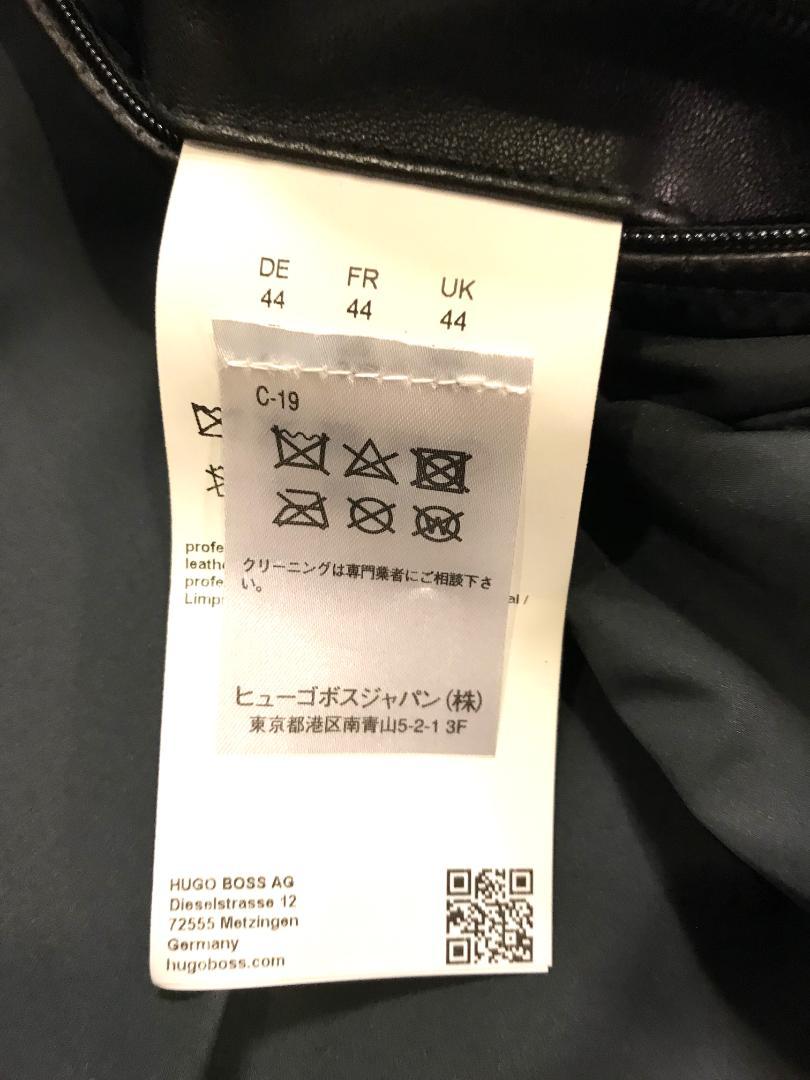 DE FR UK
44 44 44
C-19
クリーニングは専門業者にご相談下さ
い。
ヒューゴボスジャパン(株)
東京都港区南青山5-2-1 3F
HUGO BOSS AG
Dieselstrasse 12
72555 Metzingen
Germany
hugoboss.com